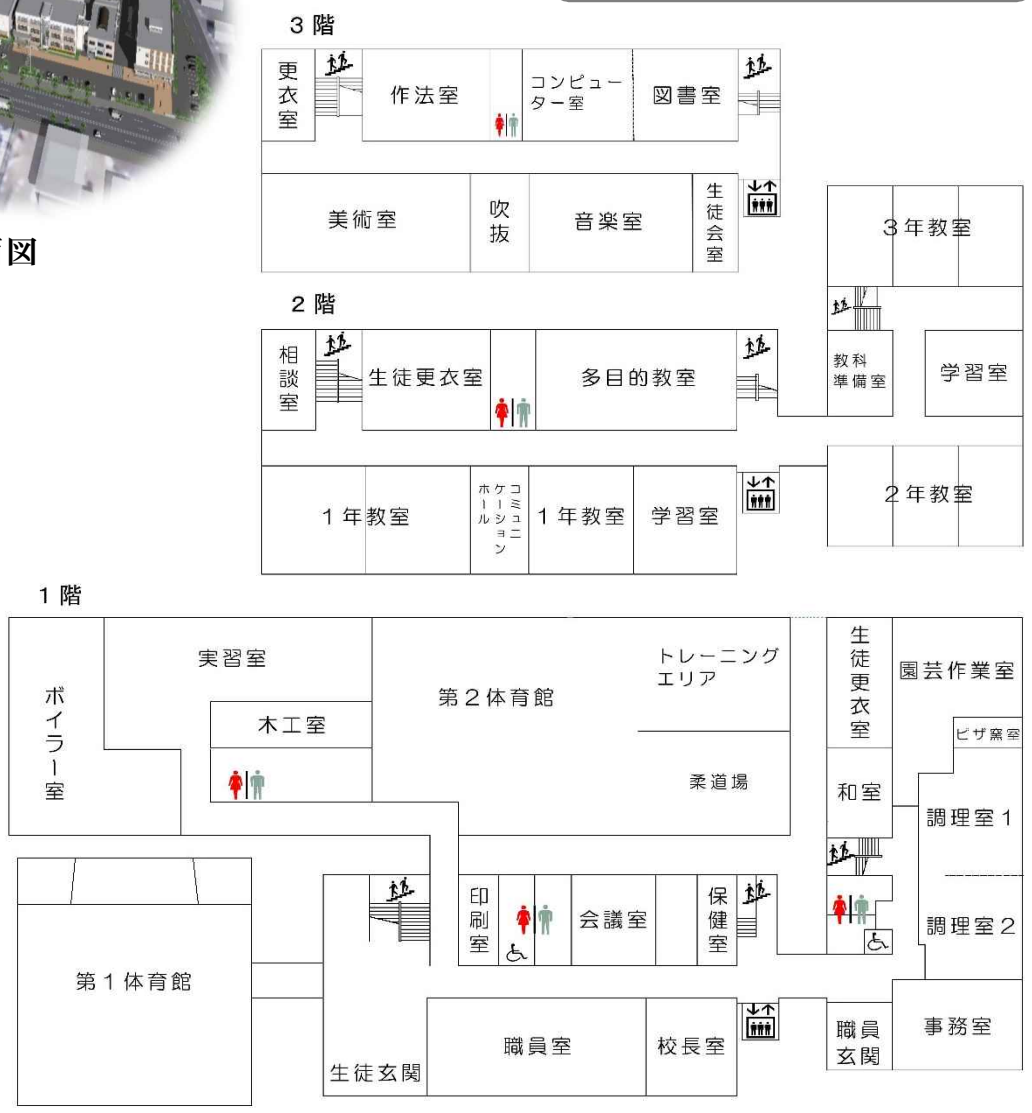 3階
更衣室
作法室
コンピュー
ター室
図書室
美術室
吹抜
音楽室
生徒会室
図
3年教室
2階
相談室
生徒更衣室
多目的教室
教科
準備室
学習室
1年教室
コミュニ
ケーション
ホール
1年教室
学習室
2年教室
1階
ボイラー室
実習室
木工室
第2体育館
トレーニング
エリア
柔道場
生徒更衣室
園芸作業室
ピザ窯室
和室
調理室1
調理室2
第1体育館
印刷室
会議室
保健室
生徒玄関
職員室
校長室
職員
玄関
事務室